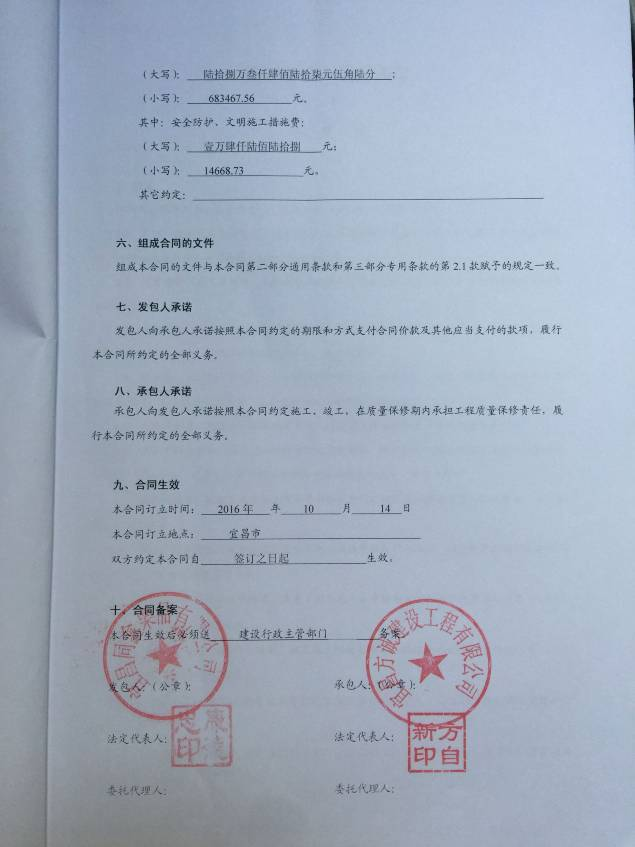 （大写）：陆拾捌万叁仟肆佰陆拾柒元伍角陆分；
（小写）：683467.56元。
其中：安全防护、文明施工措施费：
（大写）：壹万肆仟陆佰陆拾捌元；
（小写）：14668.73元。
其它约定：
六、组成合同的文件
组成本合同的文件与本合同第二部分通用条款和第三部分专用条款的第2.1款赋予的规定一致。
七、发包人承诺
发包人向承包人承诺按照本合同约定的期限和方式支付合同价款及其他应当支付的款项，履行
本合同所约定的全部义务。
八、承包人承诺
承包人向发包人承诺按照本合同约定施工、竣工，在质量保修期内承担工程质量保修责任，履
行本合同所约定的全部义务。
九、合同生效
本合同订立时间：2016年年10月14日
本合同订立地点：宜昌市
双方约定本合同自签订之日起生效。
十、合同备案
本合同生效后必须送建设行政主管部门备案
发包人：（公章）：
承包人：（公章）：
宜昌方诚建设工程有限公司
法定代表人：
法定代表人：
方自新印
委托代理人：
委托代理人：